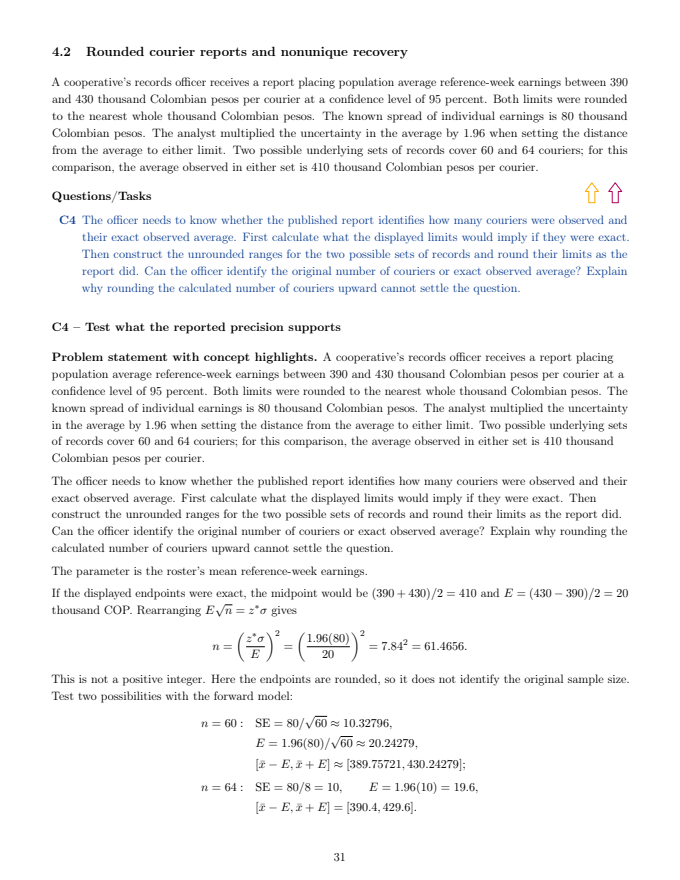 4.2 Rounded courier reports and nonunique recovery
A cooperative's records officer receives a report placing population average reference-week earnings between 390
and 430 thousand Colombian pesos per courier at a confidence level of 95 percent. Both limits were rounded
to the nearest whole thousand Colombian pesos. The known spread of individual earnings is 80 thousand
Colombian pesos. The analyst multiplied the uncertainty in the average by 1.96 when setting the distance
from the average to either limit. Two possible underlying sets of records cover 60 and 64 couriers; for this
comparison, the average observed in either set is 410 thousand Colombian pesos per courier.
Questions/Tasks
C4 The officer needs to know whether the published report identifies how many couriers were observed and
their exact observed average. First calculate what the displayed limits would imply if they were exact.
Then construct the unrounded ranges for the two possible sets of records and round their limits as the
report did. Can the officer identify the original number of couriers or exact observed average? Explain
why rounding the calculated number of couriers upward cannot settle the question.
C4 – Test what the reported precision supports
Problem statement with concept highlights. A cooperative's records officer receives a report placing
population average reference-week earnings between 390 and 430 thousand Colombian pesos per courier at a
confidence level of 95 percent. Both limits were rounded to the nearest whole thousand Colombian pesos. The
known spread of individual earnings is 80 thousand Colombian pesos. The analyst multiplied the uncertainty
in the average by 1.96 when setting the distance from the average to either limit. Two possible underlying sets
of records cover 60 and 64 couriers; for this comparison, the average observed in either set is 410 thousand
Colombian pesos per courier.
The officer needs to know whether the published report identifies how many couriers were observed and their
exact observed average. First calculate what the displayed limits would imply if they were exact. Then
construct the unrounded ranges for the two possible sets of records and round their limits as the report did.
Can the officer identify the original number of couriers or exact observed average? Explain why rounding the
calculated number of couriers upward cannot settle the question.
The parameter is the roster's mean reference-week earnings.
If the displayed endpoints were exact, the midpoint would be (390 + 430)/2 = 410 and E = (430 − 390)/2 = 20
thousand COP. Rearranging E√n = z*σ gives
n = (z*σ / E)² = (1.96(80) / 20)² = 7.84² = 61.4656.
This is not a positive integer. Here the endpoints are rounded, so it does not identify the original sample size.
Test two possibilities with the forward model:
n = 60 : SE = 80/√60 ≈ 10.32796,
E = 1.96(80)/√60 ≈ 20.24279,
[x̄ − E, x̄ + E] ≈ [389.75721, 430.24279];
n = 64 : SE = 80/8 = 10, E = 1.96(10) = 19.6,
[x̄ − E, x̄ + E] = [390.4, 429.6].
31